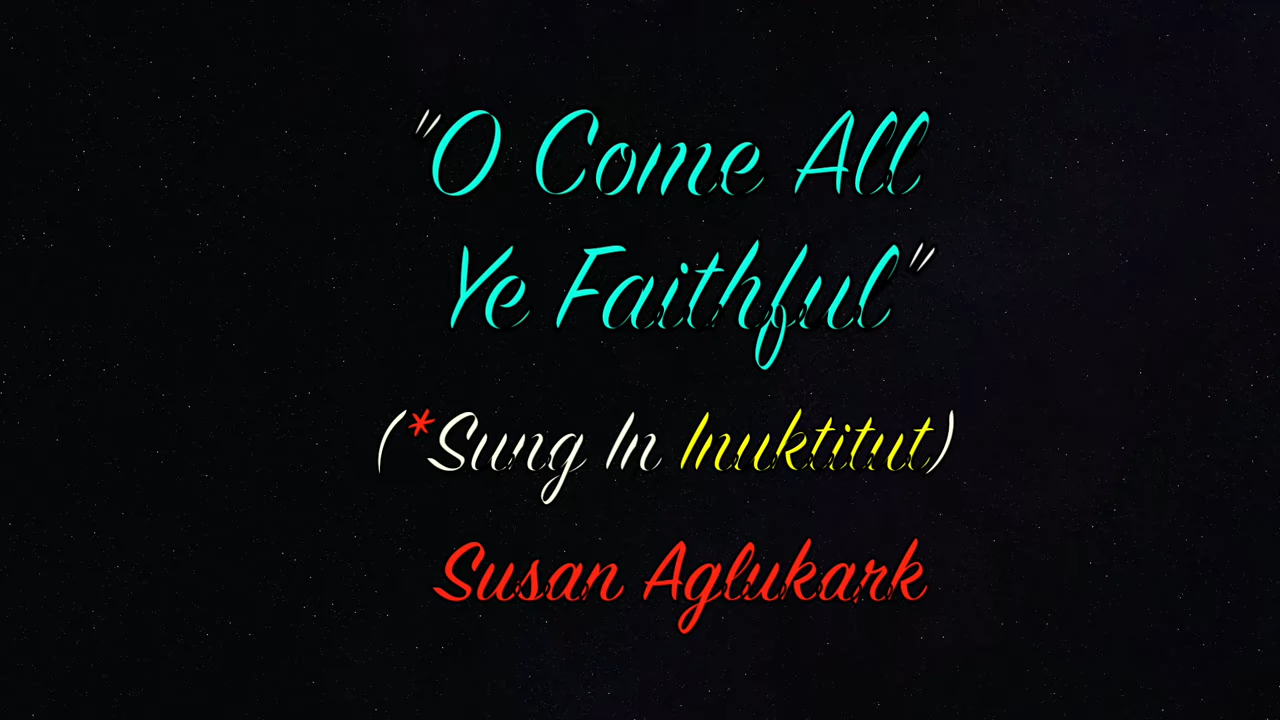 "O Come All
Ye Faithful"
(*Sung In Inuktitut)
Susan Aglukark